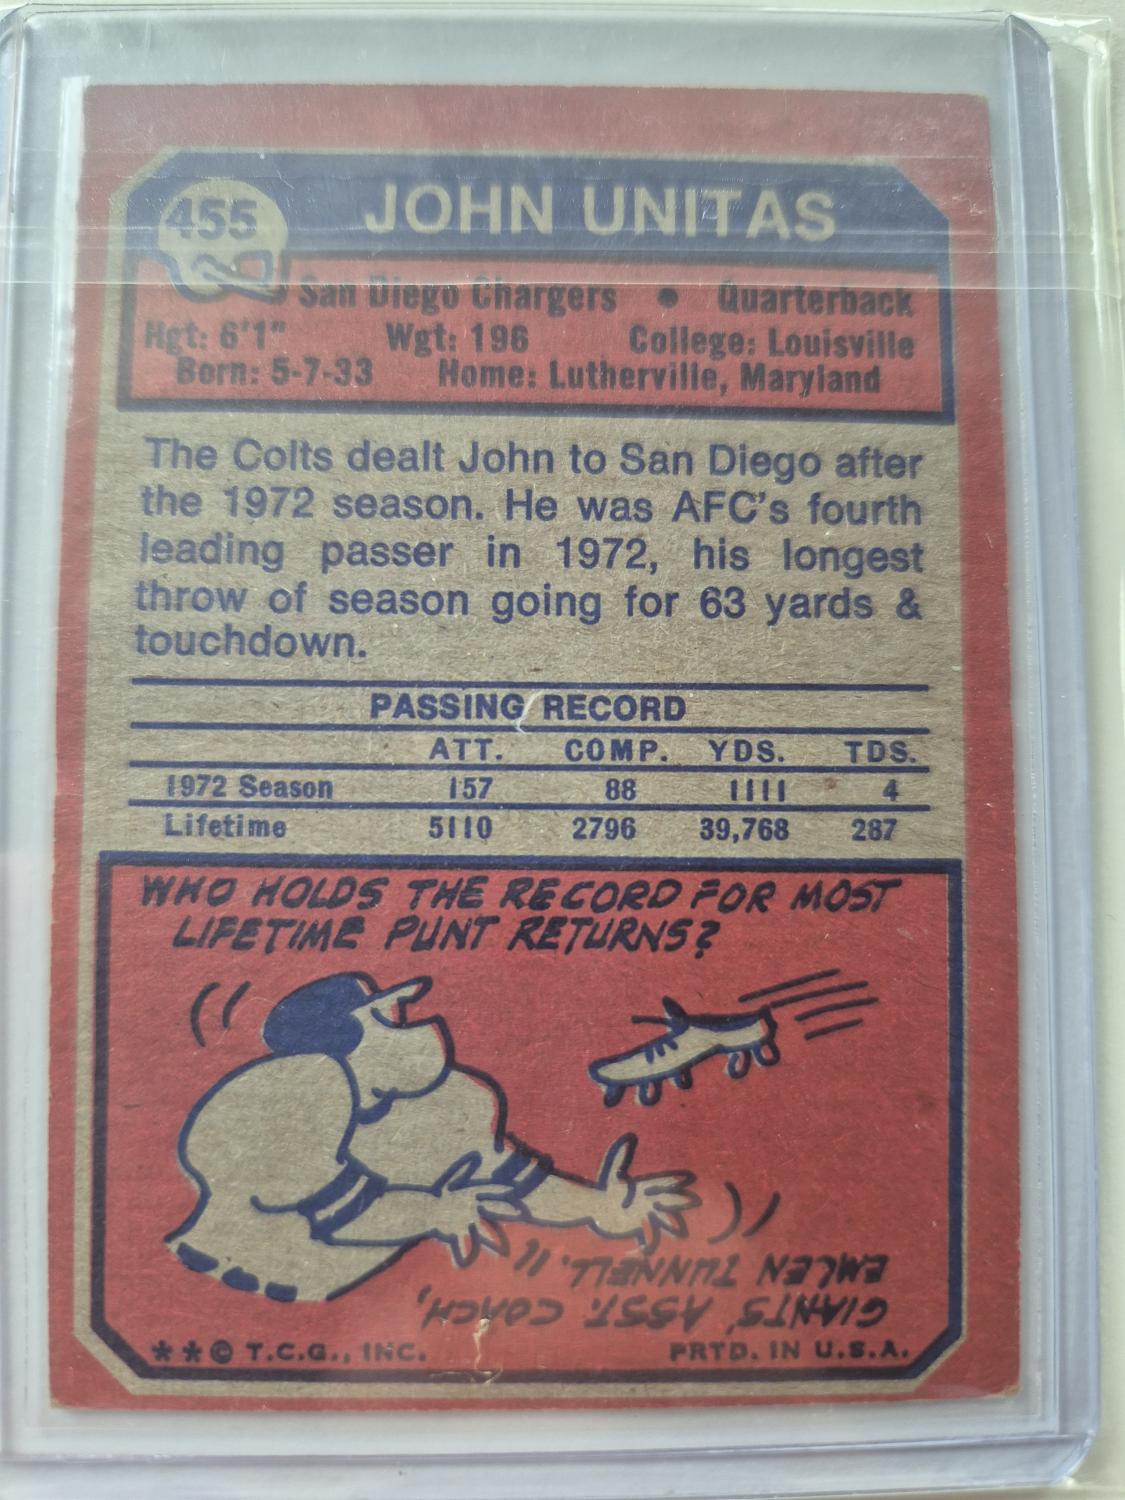 455
JOHN UNITAS
San Diego Chargers • Quarterback
Hgt: 6'1" Wgt: 196 College: Louisville
Born: 5-7-33 Home: Lutherville, Maryland
The Colts dealt John to San Diego after
the 1972 season. He was AFC's fourth
leading passer in 1972, his longest
throw of season going for 63 yards &
touchdown.
PASSING RECORD
ATT. COMP. YDS. TDS.
1972 Season 157 88 1111 4
Lifetime 5110 2796 39,768 287
WHO HOLDS THE RECORD FOR MOST
LIFETIME PUNT RETURNS?
GIANTS' ASST. COACH,
EMLEN TUNNELL.
**© T.C.G., INC. PRTD. IN U.S.A.